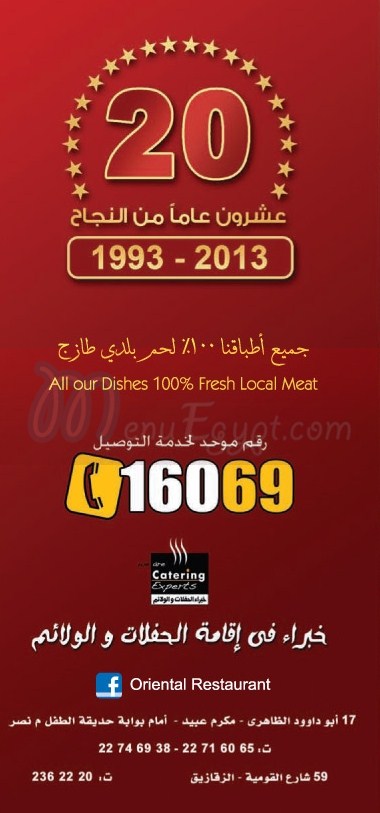 20
عشرون عاماً من النجاح
1993 - 2013
جميع أطباقنا ١٠٠٪ لحم بلدي طازج
All our Dishes 100% Fresh Local Meat
MenuEgypt.com
رقم موحد لخدمة التوصيل
16069
are
Catering
Experts
خبراء الحفلات و الولائم
خبراء فى إقامة الحفلات و الولائم
Oriental Restaurant
17 أبو داوود الظاهرى - مكرم عبيد - أمام بوابة حديقة الطفل م نصر
ت: 65 60 71 22 - 38 69 74 22
59 شارع القومية - الزقازيق ت: 20 22 236